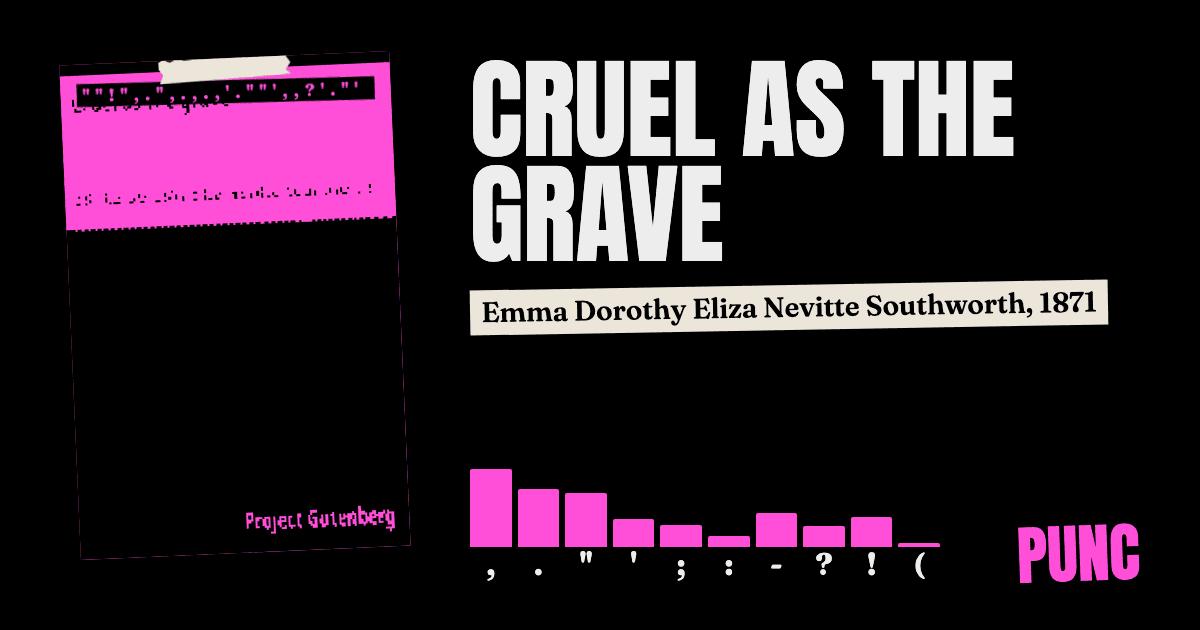 ""!",.",.,.,'.""',,?'."'
Project Gutenberg
CRUEL AS THE
GRAVE
Emma Dorothy Eliza Nevitte Southworth, 1871
, . " ' ; : - ? ! (
PUNC